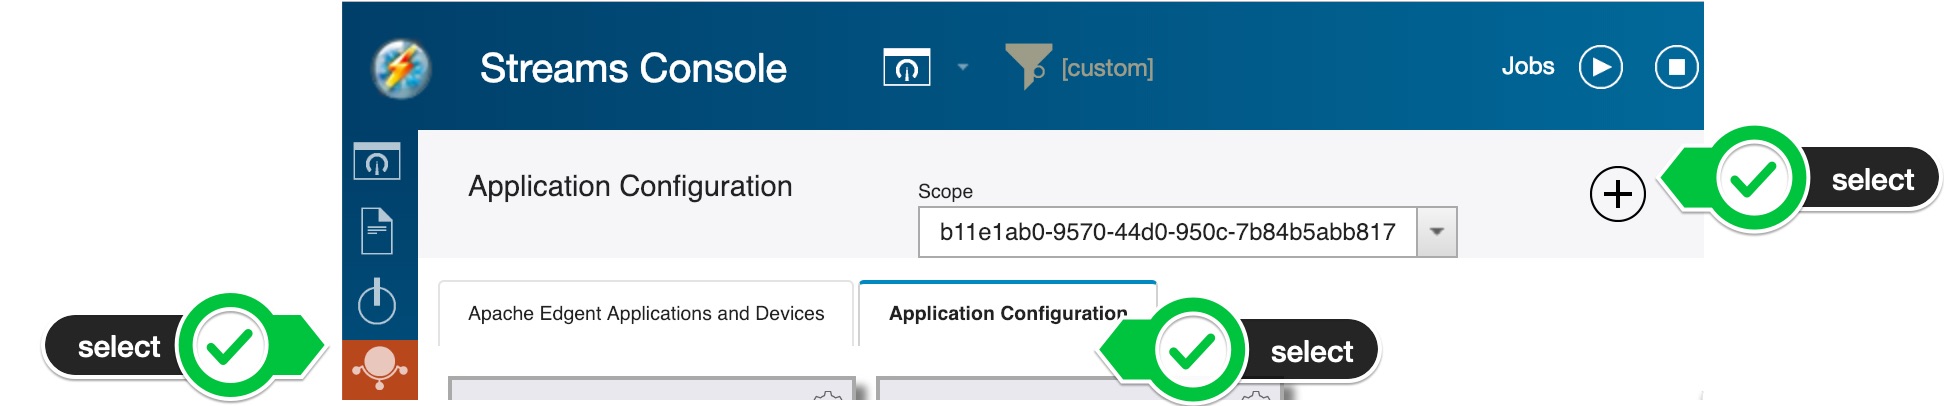 Streams Console
[custom]
Jobs
Application Configuration
Scope
b11e1ab0-9570-44d0-950c-7b84b5abb817
select
Apache Edgent Applications and Devices
Application Configuration
select
select